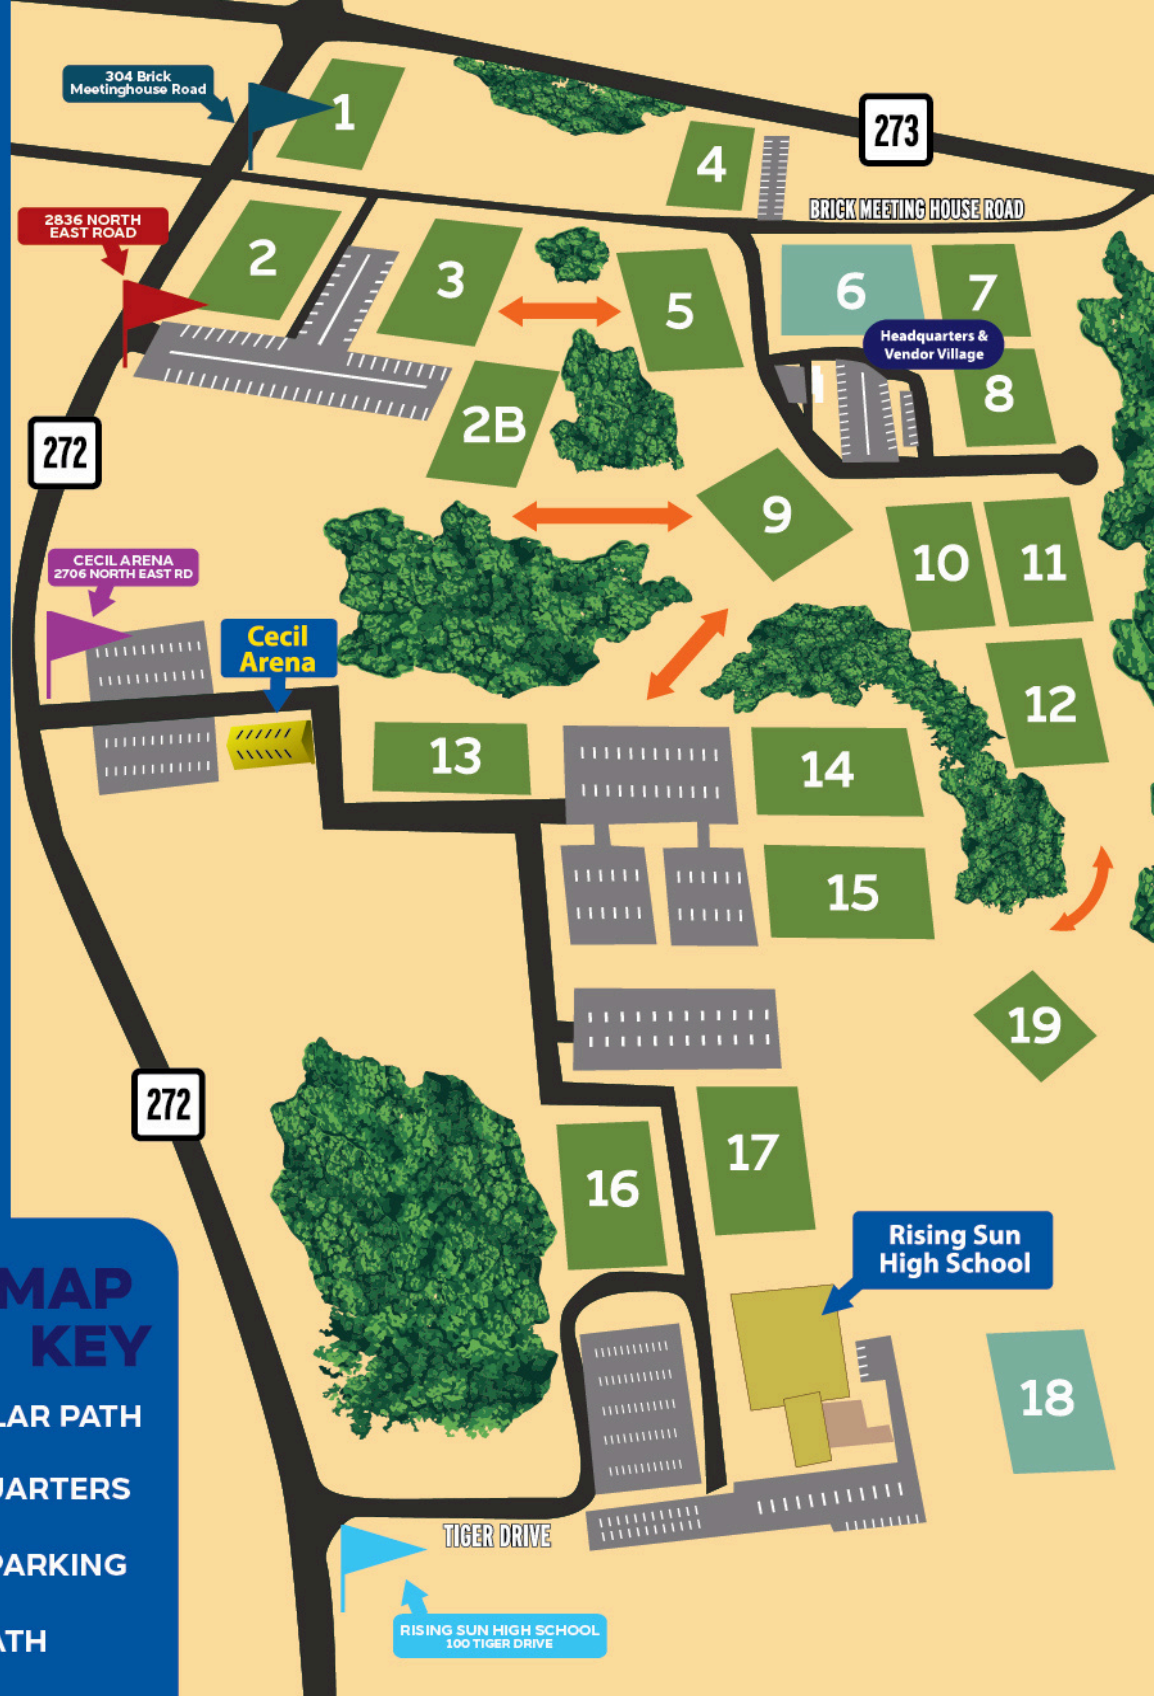 304 Brick
Meetinghouse Road
1
4
273
BRICK MEETING HOUSE ROAD
2836 NORTH
EAST ROAD
2
3
5
6
7
Headquarters &
Vendor Village
8
2B
272
9
10
11
CECIL ARENA
2706 NORTH EAST RD
Cecil
Arena
12
13
14
15
19
272
16
17
Rising Sun
High School
MAP
KEY
LAR PATH
UARTERS
PARKING
ATH
18
TIGER DRIVE
RISING SUN HIGH SCHOOL
100 TIGER DRIVE